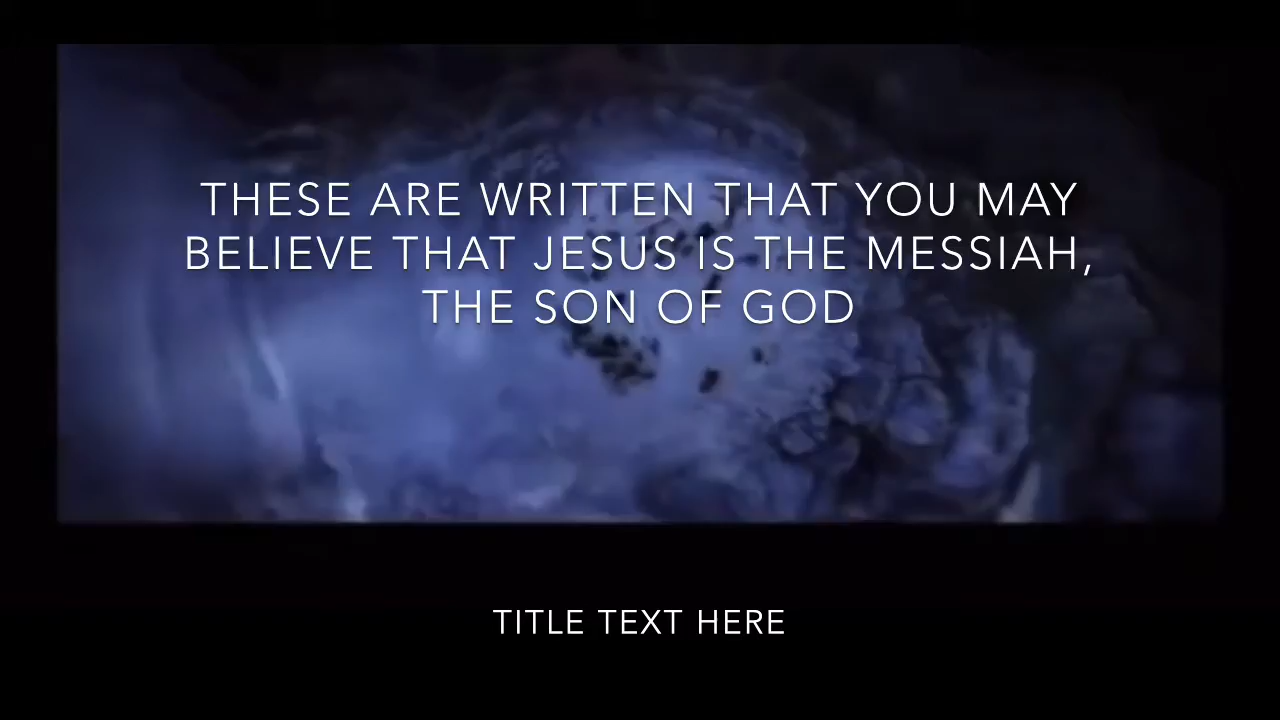 THESE ARE WRITTEN THAT YOU MAY
BELIEVE THAT JESUS IS THE MESSIAH,
THE SON OF GOD
TITLE TEXT HERE